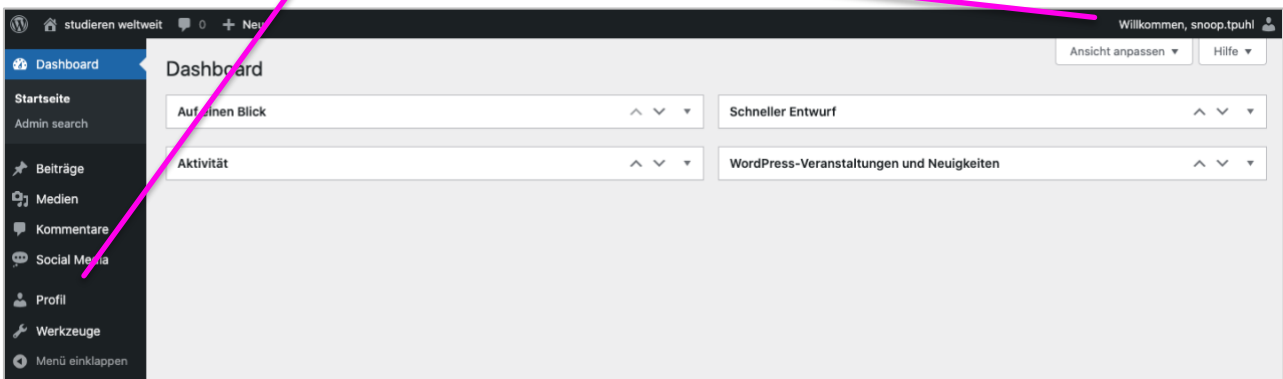 studieren weltweit 0 + Neu Willkommen, snoop.tpuhl
Ansicht anpassen ▼ Hilfe ▼
Dashboard
Dashboard
Startseite
Admin search
Auf einen Blick
Schneller Entwurf
Aktivität
WordPress-Veranstaltungen und Neuigkeiten
Beiträge
Medien
Kommentare
Social Media
Profil
Werkzeuge
Menü einklappen